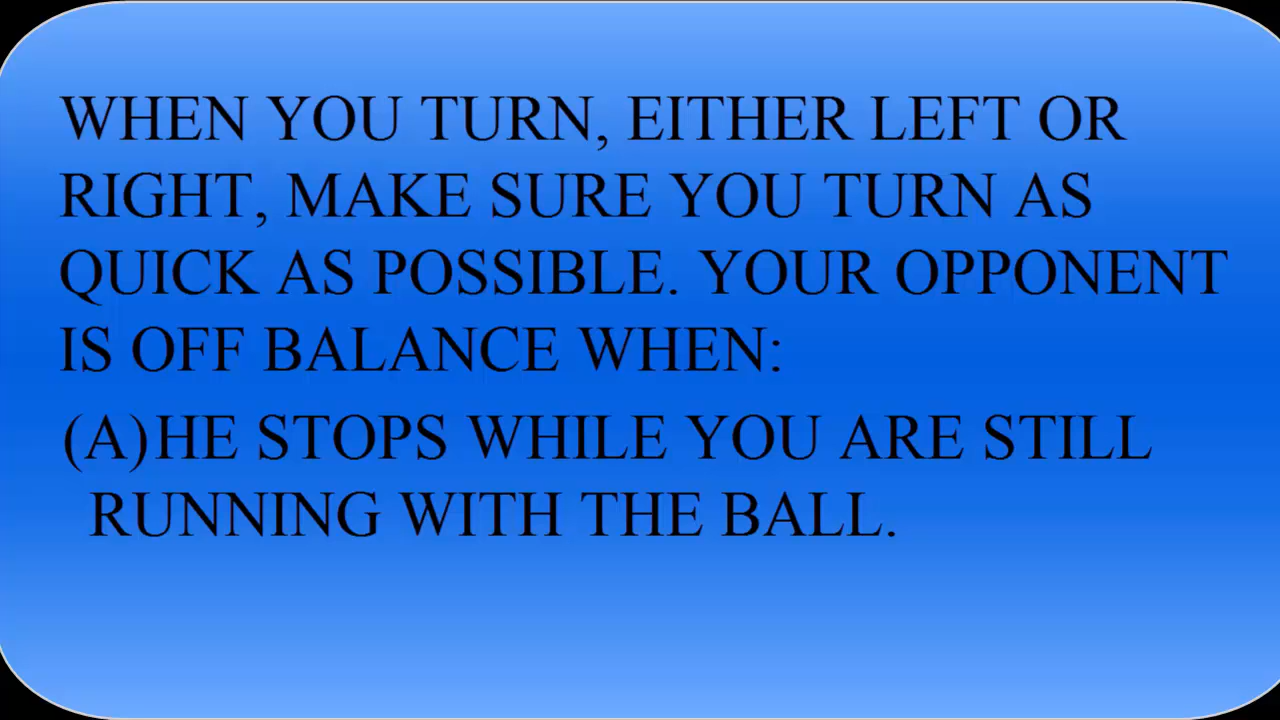 WHEN YOU TURN, EITHER LEFT OR
RIGHT, MAKE SURE YOU TURN AS
QUICK AS POSSIBLE. YOUR OPPONENT
IS OFF BALANCE WHEN:
(A)HE STOPS WHILE YOU ARE STILL
RUNNING WITH THE BALL.